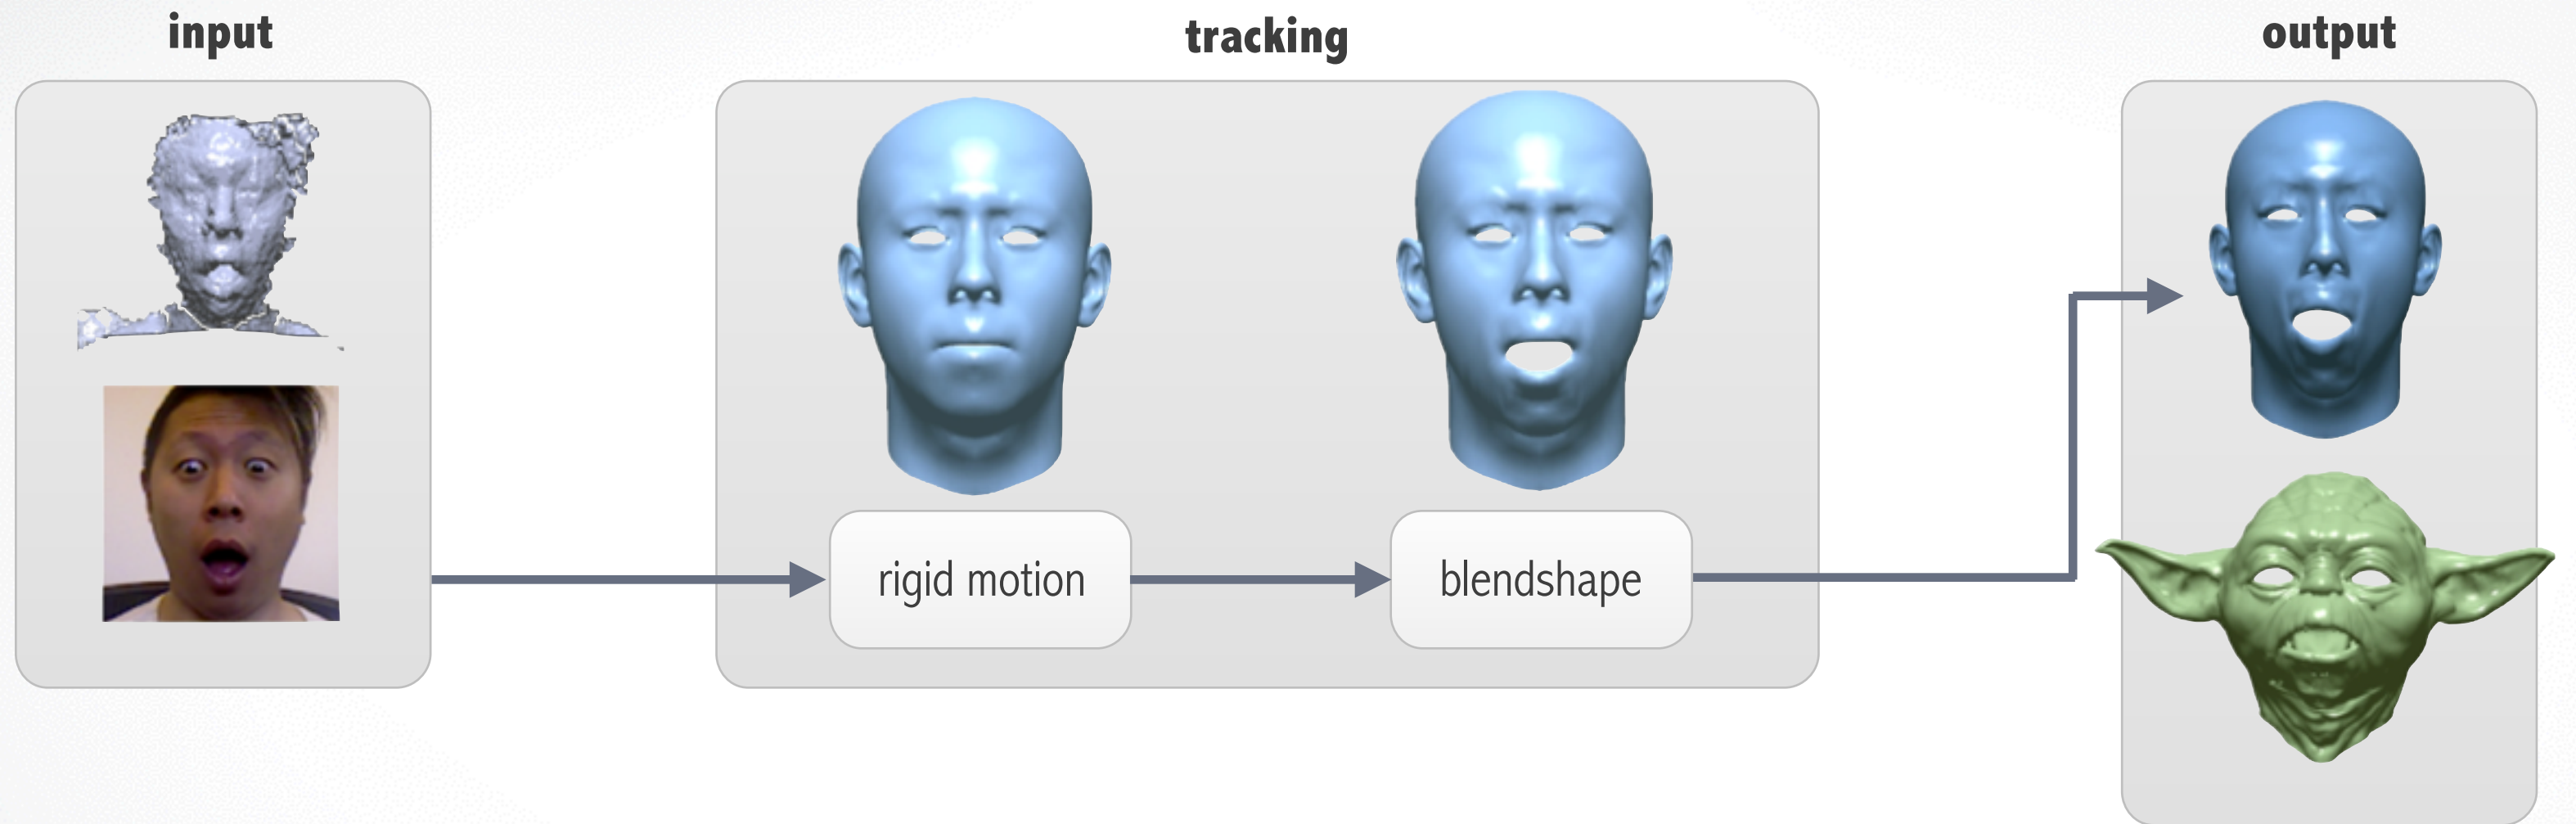 input
tracking
output
rigid motion
blendshape